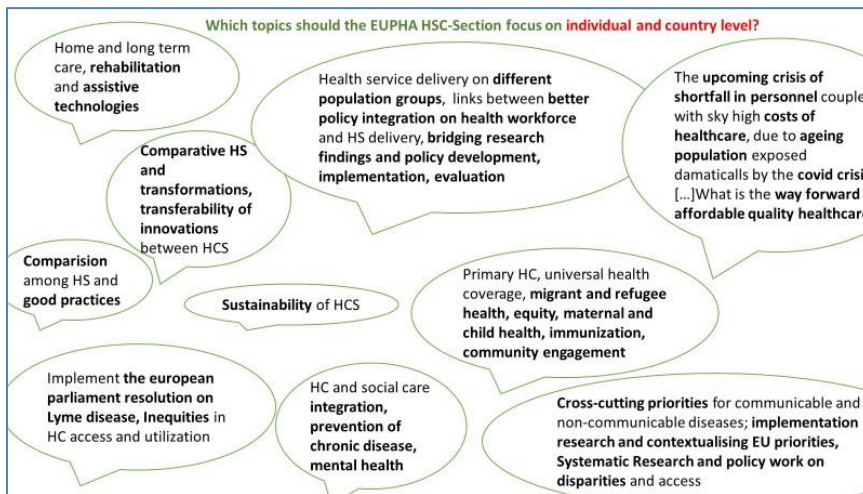 Which topics should the EUPHA HSC-Section focus on individual and country level?
Home and long term
care, rehabilitation
and assistive
technologies
Health service delivery on different
population groups, links between better
policy integration on health workforce
and HS delivery, bridging research
findings and policy development,
implementation, evaluation
The upcoming crisis of
shortfall in personnel couple
with sky high costs of
healthcare, due to ageing
population exposed
damaticalls by the covid crisi
[...]What is the way forward
affordable quality healthcare
Comparative HS
and
transformations,
transferability of
innovations
between HCS
Comparision
among HS and
good practices
Sustainability of HCS
Primary HC, universal health
coverage, migrant and refugee
health, equity, maternal and
child health, immunization,
community engagement
Implement the european
parliament resolution on
Lyme disease, Inequities in
HC access and utilization
HC and social care
integration,
prevention of
chronic disease,
mental health
Cross-cutting priorities for communicable and
non-communicable diseases; implementation
research and contextualising EU priorities,
Systematic Research and policy work on
disparities and access